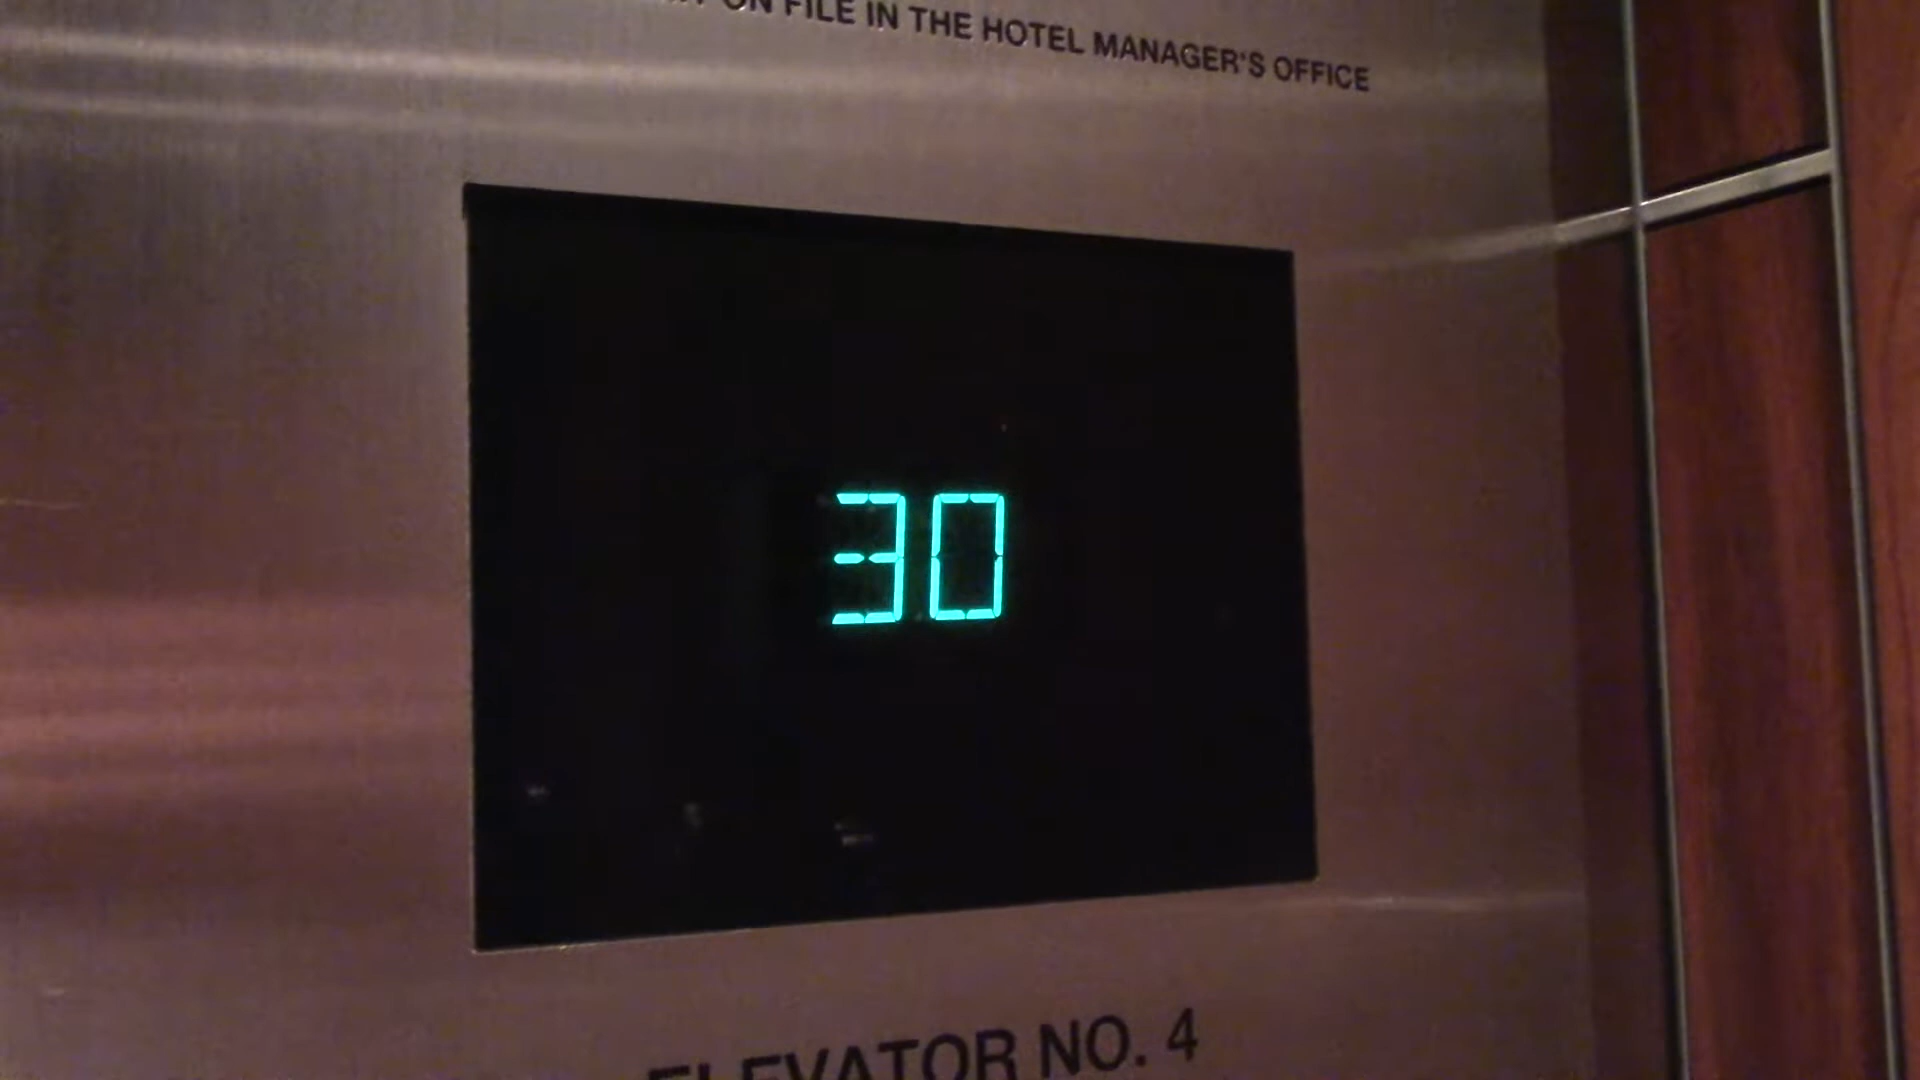 ON FILE IN THE HOTEL MANAGER'S OFFICE
30
ELEVATOR NO. 4